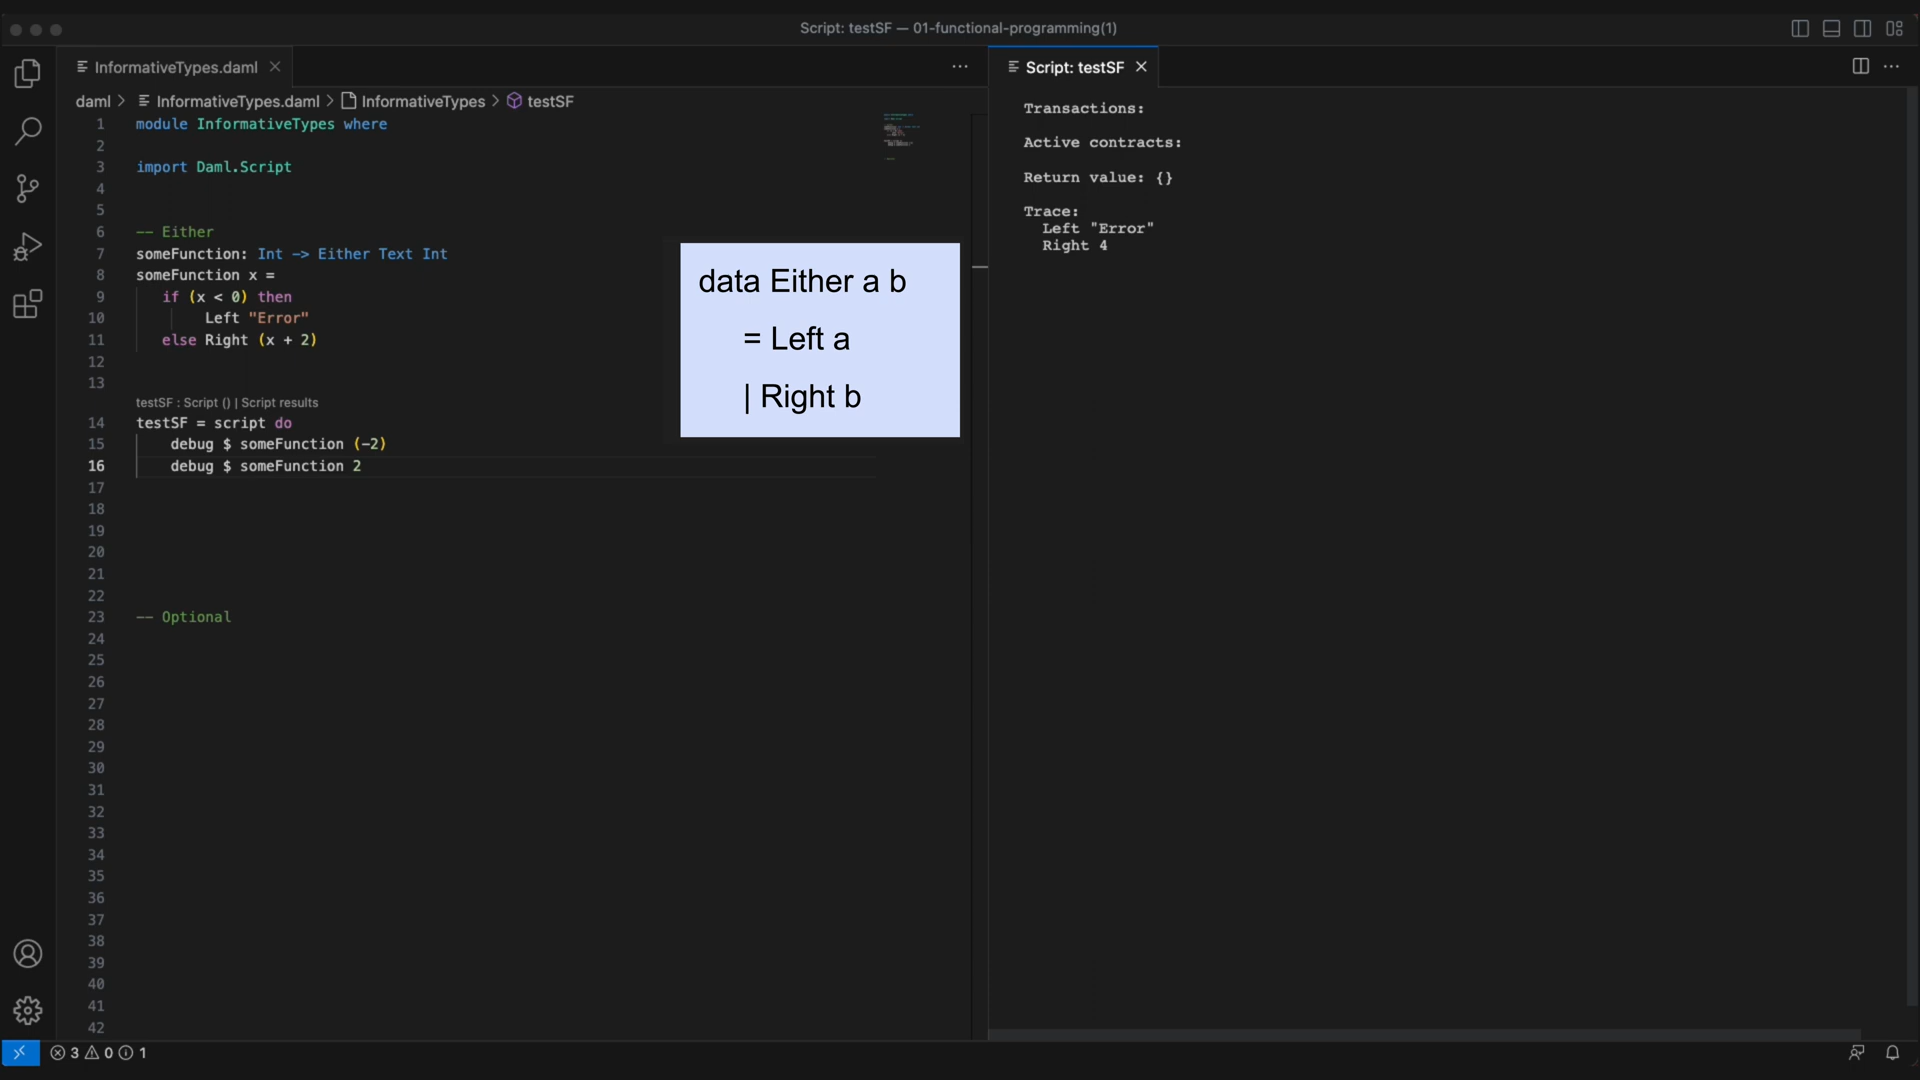 Script: testSF — 01-functional-programming(1)
InformativeTypes.daml
daml > InformativeTypes.daml > InformativeTypes > testSF
1 module InformativeTypes where
2
3 import Daml.Script
4
5
6 -- Either
7 someFunction: Int -> Either Text Int
8 someFunction x =
9 if (x < 0) then
10 Left "Error"
11 else Right (x + 2)
12
13
testSF : Script () | Script results
14 testSF = script do
15 debug $ someFunction (-2)
16 debug $ someFunction 2
17
18
19
20
21
22
23 -- Optional
24
25
26
27
28
29
30
31
32
33
34
35
36
37
38
39
40
41
42
data Either a b
= Left a
| Right b
Script: testSF
Transactions:
Active contracts:
Return value: {}
Trace:
Left "Error"
Right 4
3 0 1